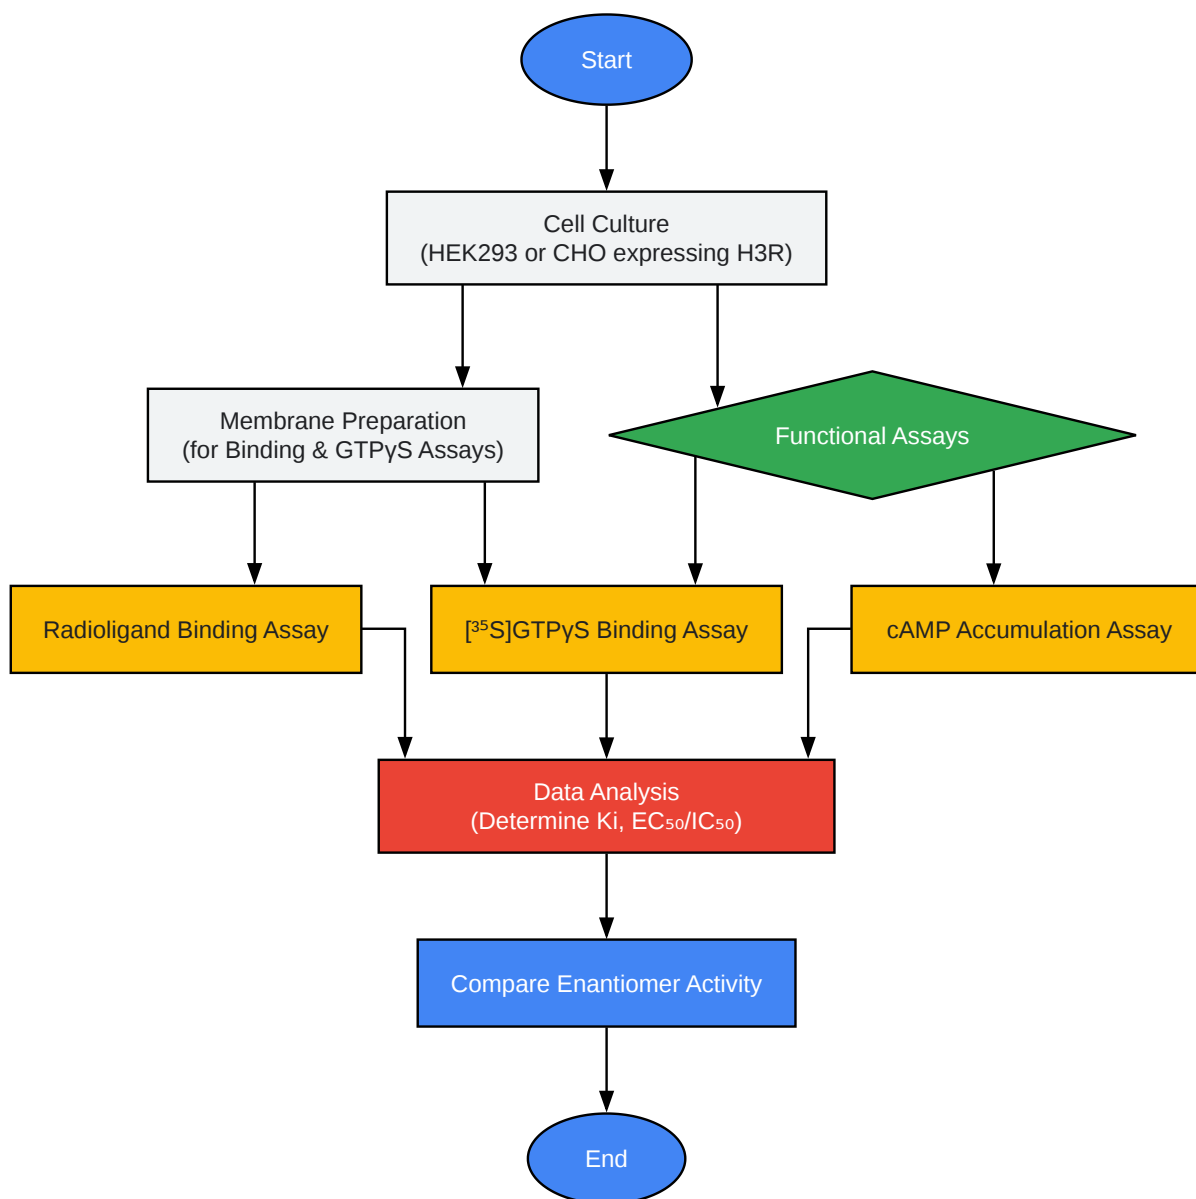 Start
Cell Culture
(HEK293 or CHO expressing H3R)
Membrane Preparation
(for Binding & GTPγS Assays)
Functional Assays
Radioligand Binding Assay
[³⁵S]GTPγS Binding Assay
cAMP Accumulation Assay
Data Analysis
(Determine Ki, EC₅₀/IC₅₀)
Compare Enantiomer Activity
End